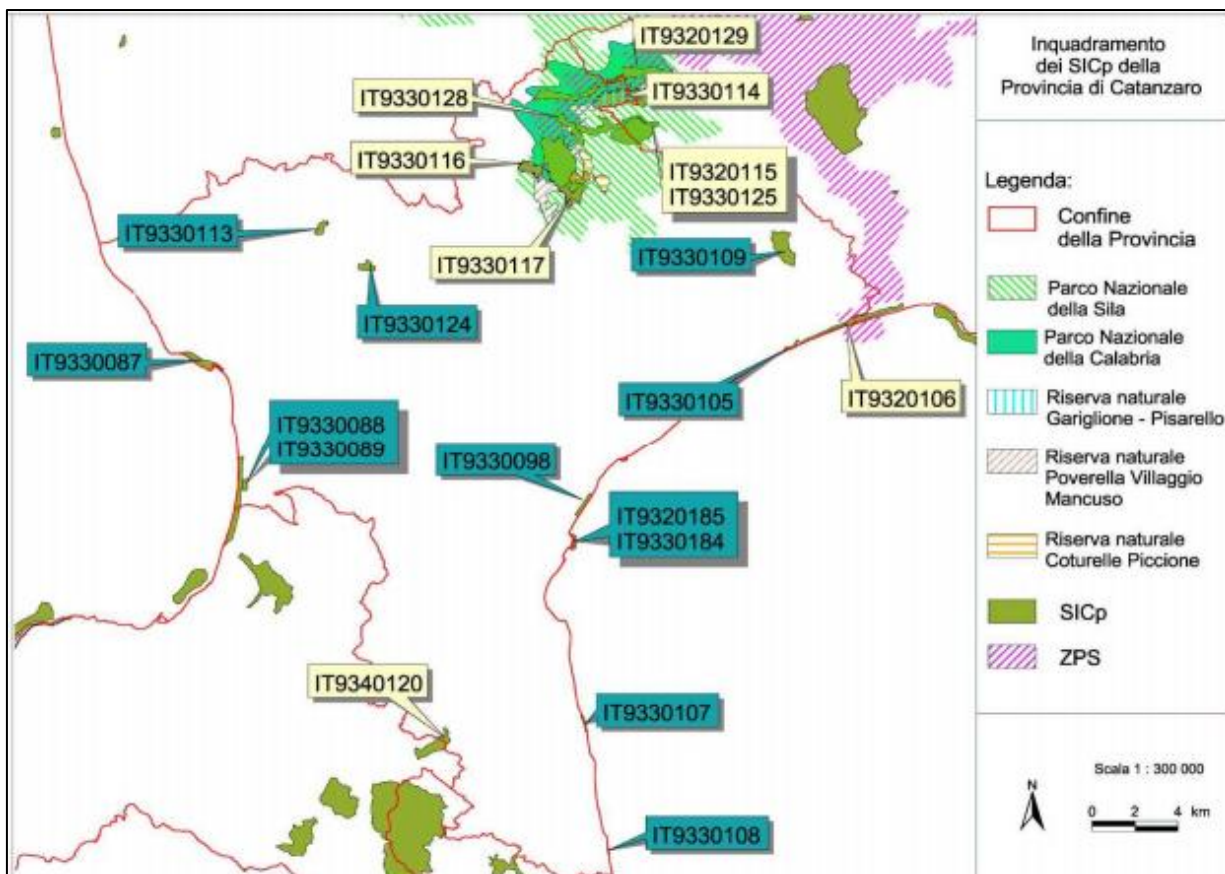 IT9320129
IT9330128
IT9330114
IT9330116
IT9320115
IT9330125
IT9330113
IT9330117
IT9330109
IT9330124
IT9330087
IT9330105
IT9320106
IT9330088
IT9330089
IT9330098
IT9320185
IT9330184
IT9340120
IT9330107
IT9330108
Inquadramento
dei SICp della
Provincia di Catanzaro
Legenda:
Confine
della Provincia
Parco Nazionale
della Sila
Parco Nazionale
della Calabria
Riserva naturale
Gariglione - Pisarello
Riserva naturale
Poverella Villaggio
Mancuso
Riserva naturale
Coturelle Piccione
SICp
ZPS
N
Scala 1 : 300 000
0 2 4 km